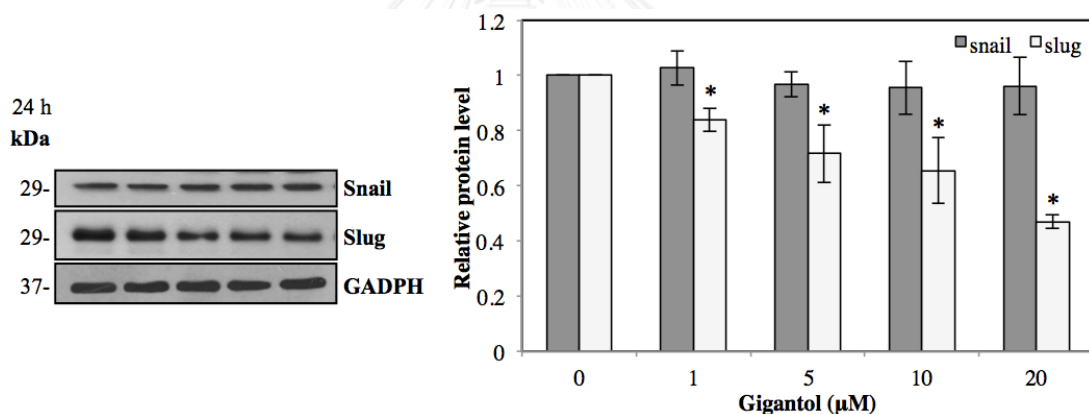 24 h
kDa
29-
Snail
29-
Slug
37-
GADPH
snail
slug
Relative protein level
1.2
1
0.8
0.6
0.4
0.2
0
*
*
*
*
0 1 5 10 20
Gigantol (µM)